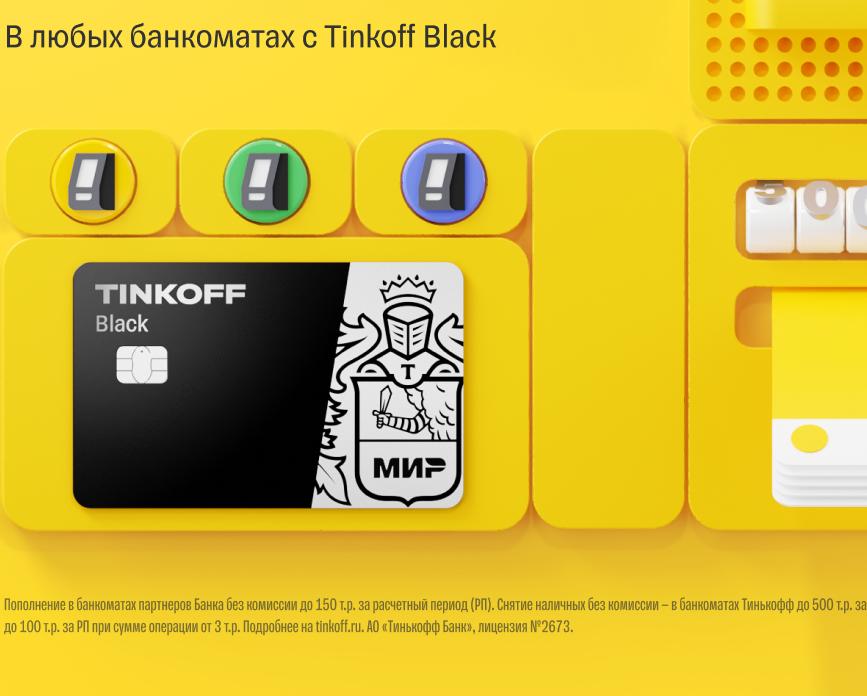 В любых банкоматах с Tinkoff Black
TINKOFF
Black
T
МИР
Пополнение в банкоматах партнеров Банка без комиссии до 150 т.р. за расчетный период (РП). Снятие наличных без комиссии – в банкоматах Тинькофф до 500 т.р. за
до 100 т.р. за РП при сумме операции от 3 т.р. Подробнее на tinkoff.ru. АО «Тинькофф Банк», лицензия №2673.